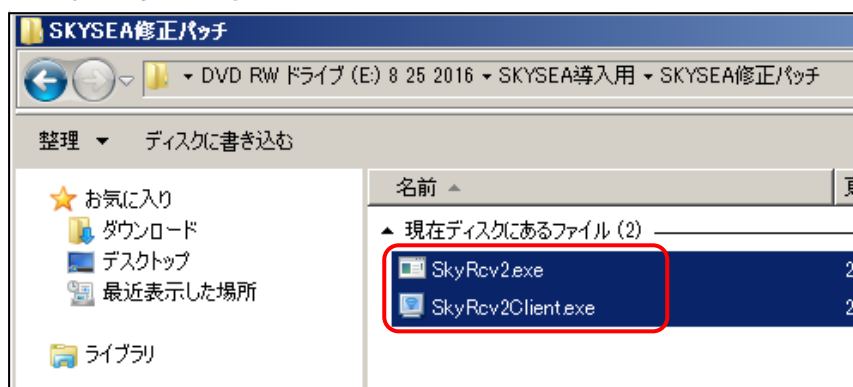 SKYSEA修正パッチ
DVD RW ドライブ (E:) 8 25 2016 SKYSEA導入用 SKYSEA修正パッチ
整理 ディスクに書き込む
お気に入り
ダウンロード
デスクトップ
最近表示した場所
ライブラリ
名前
現在ディスクにあるファイル (2)
SkyRcv2.exe 2
SkyRcv2Client.exe 2